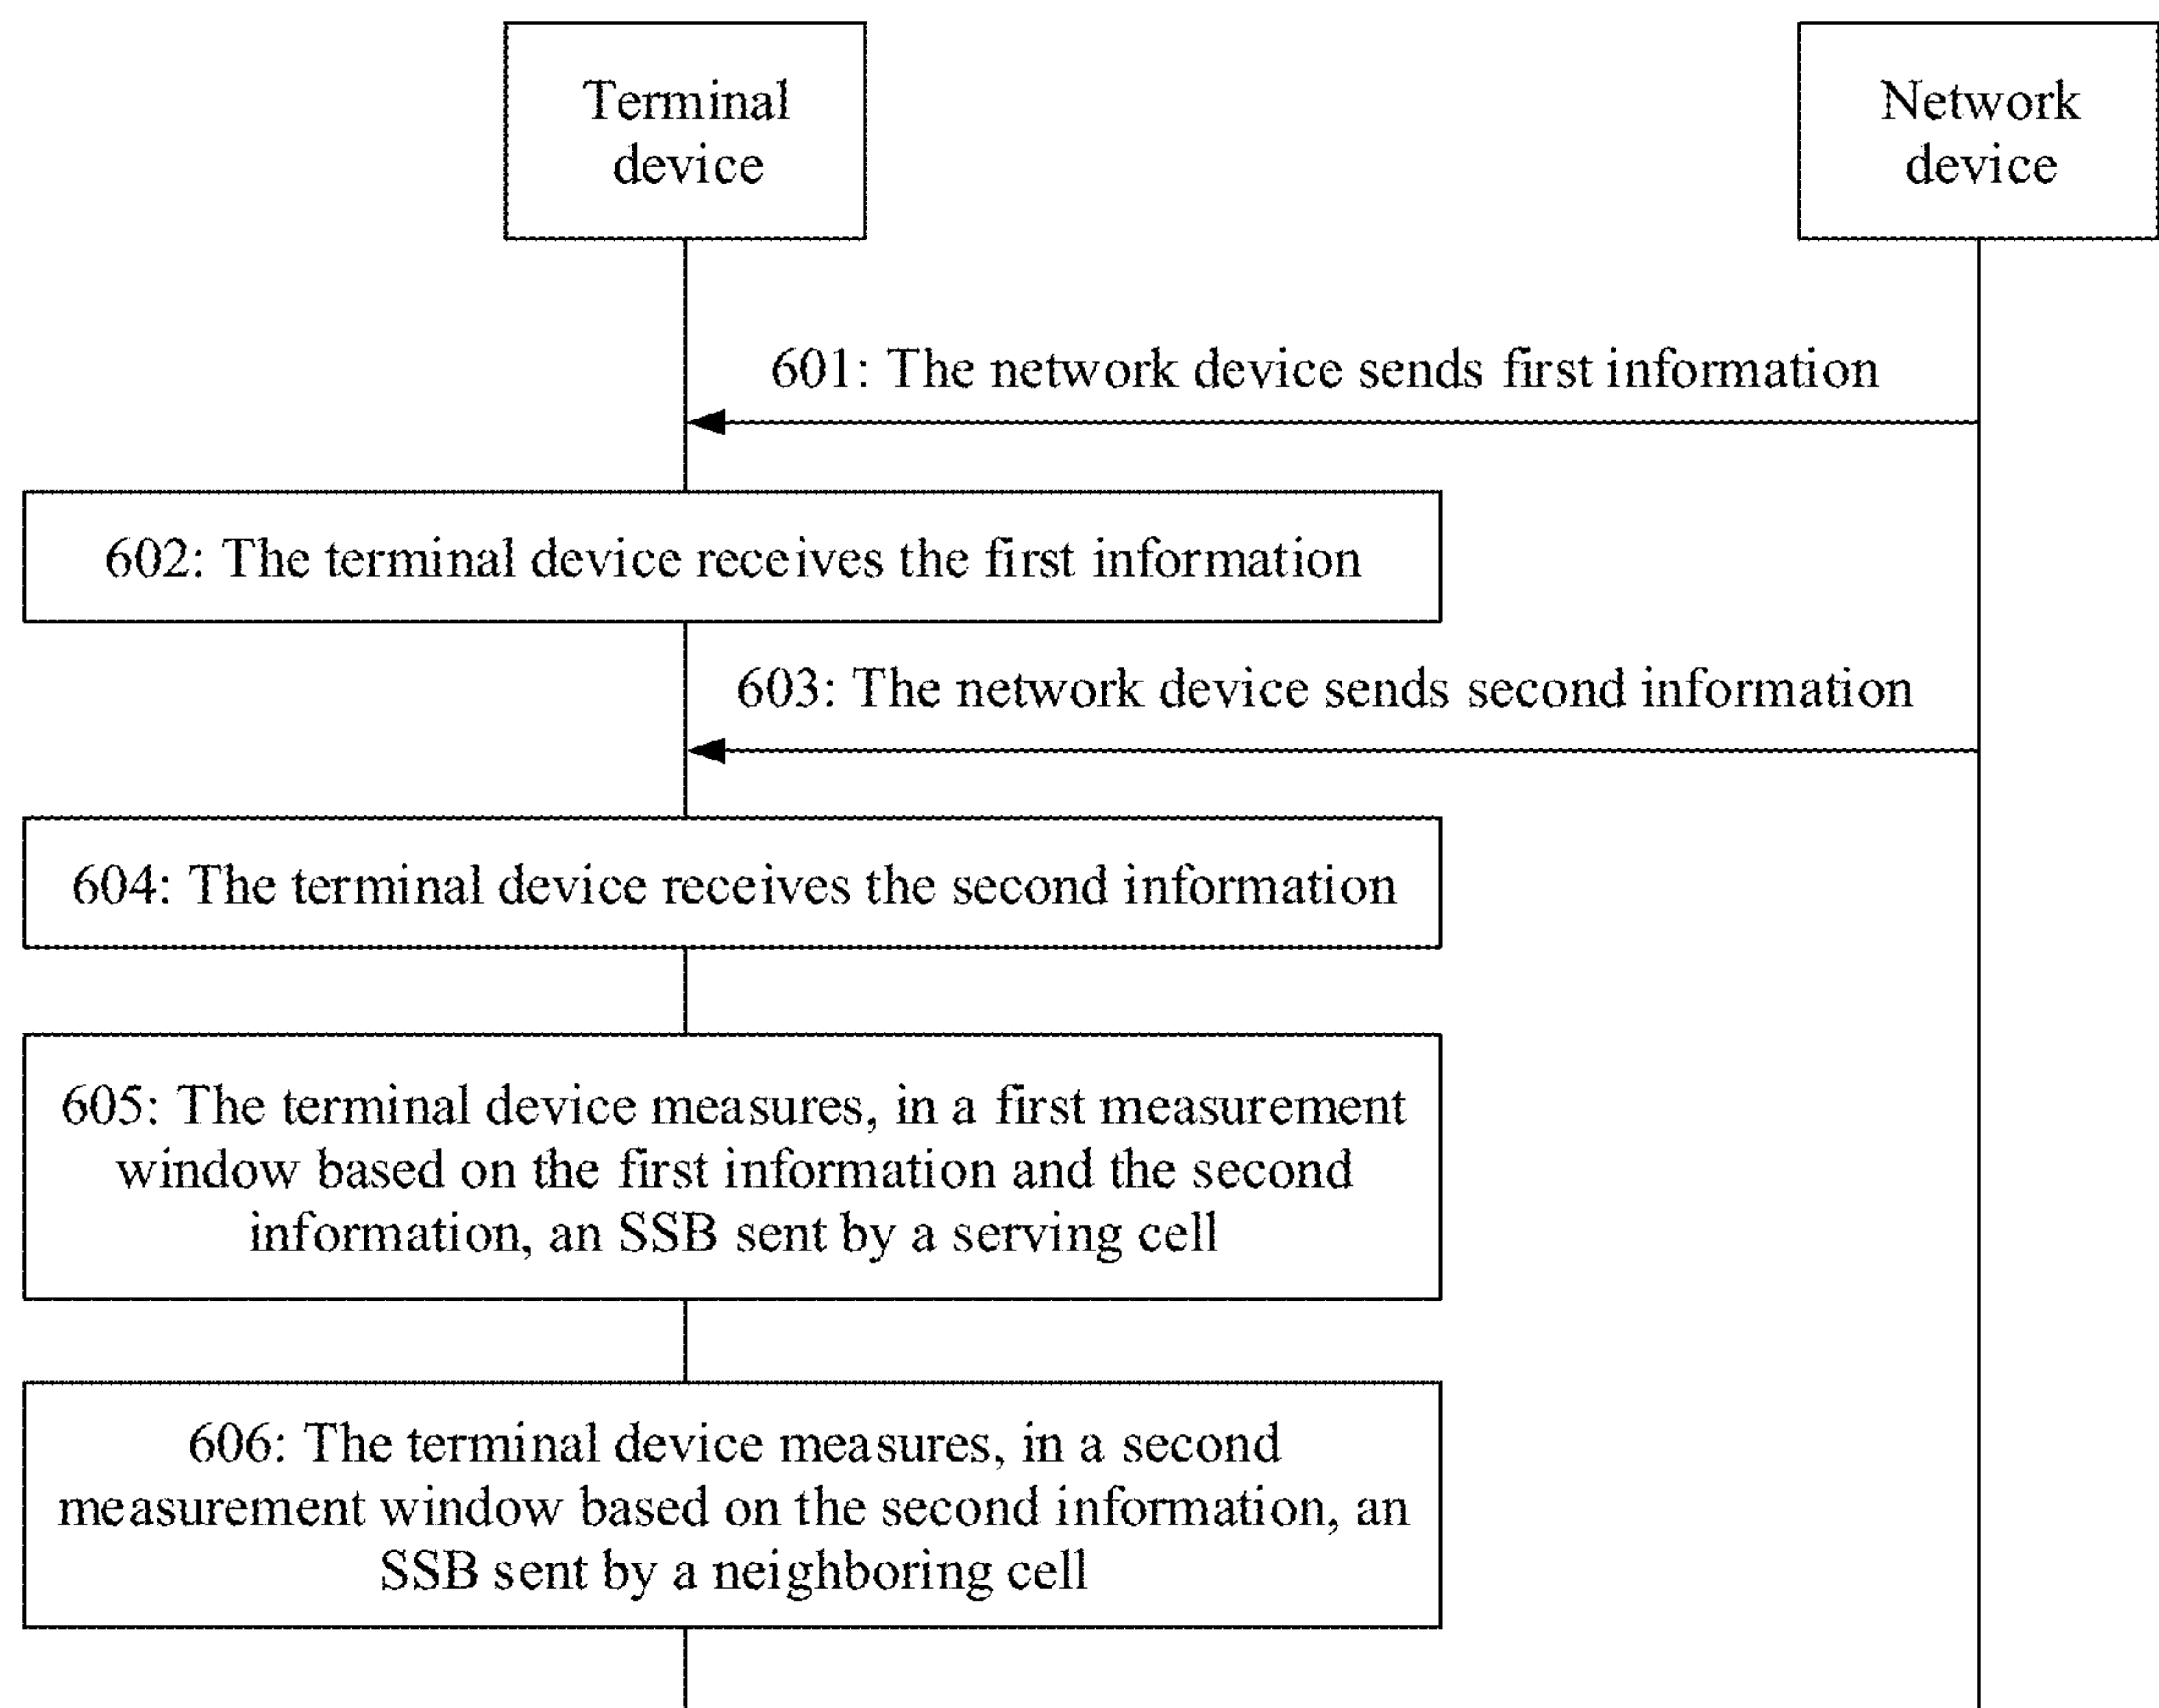 Terminal
device
Network
device
601: The network device sends first information
602: The terminal device receives the first information
603: The network device sends second information
604: The terminal device receives the second information
605: The terminal device measures, in a first measurement
window based on the first information and the second
information, an SSB sent by a serving cell
606: The terminal device measures, in a second
measurement window based on the second information, an
SSB sent by a neighboring cell